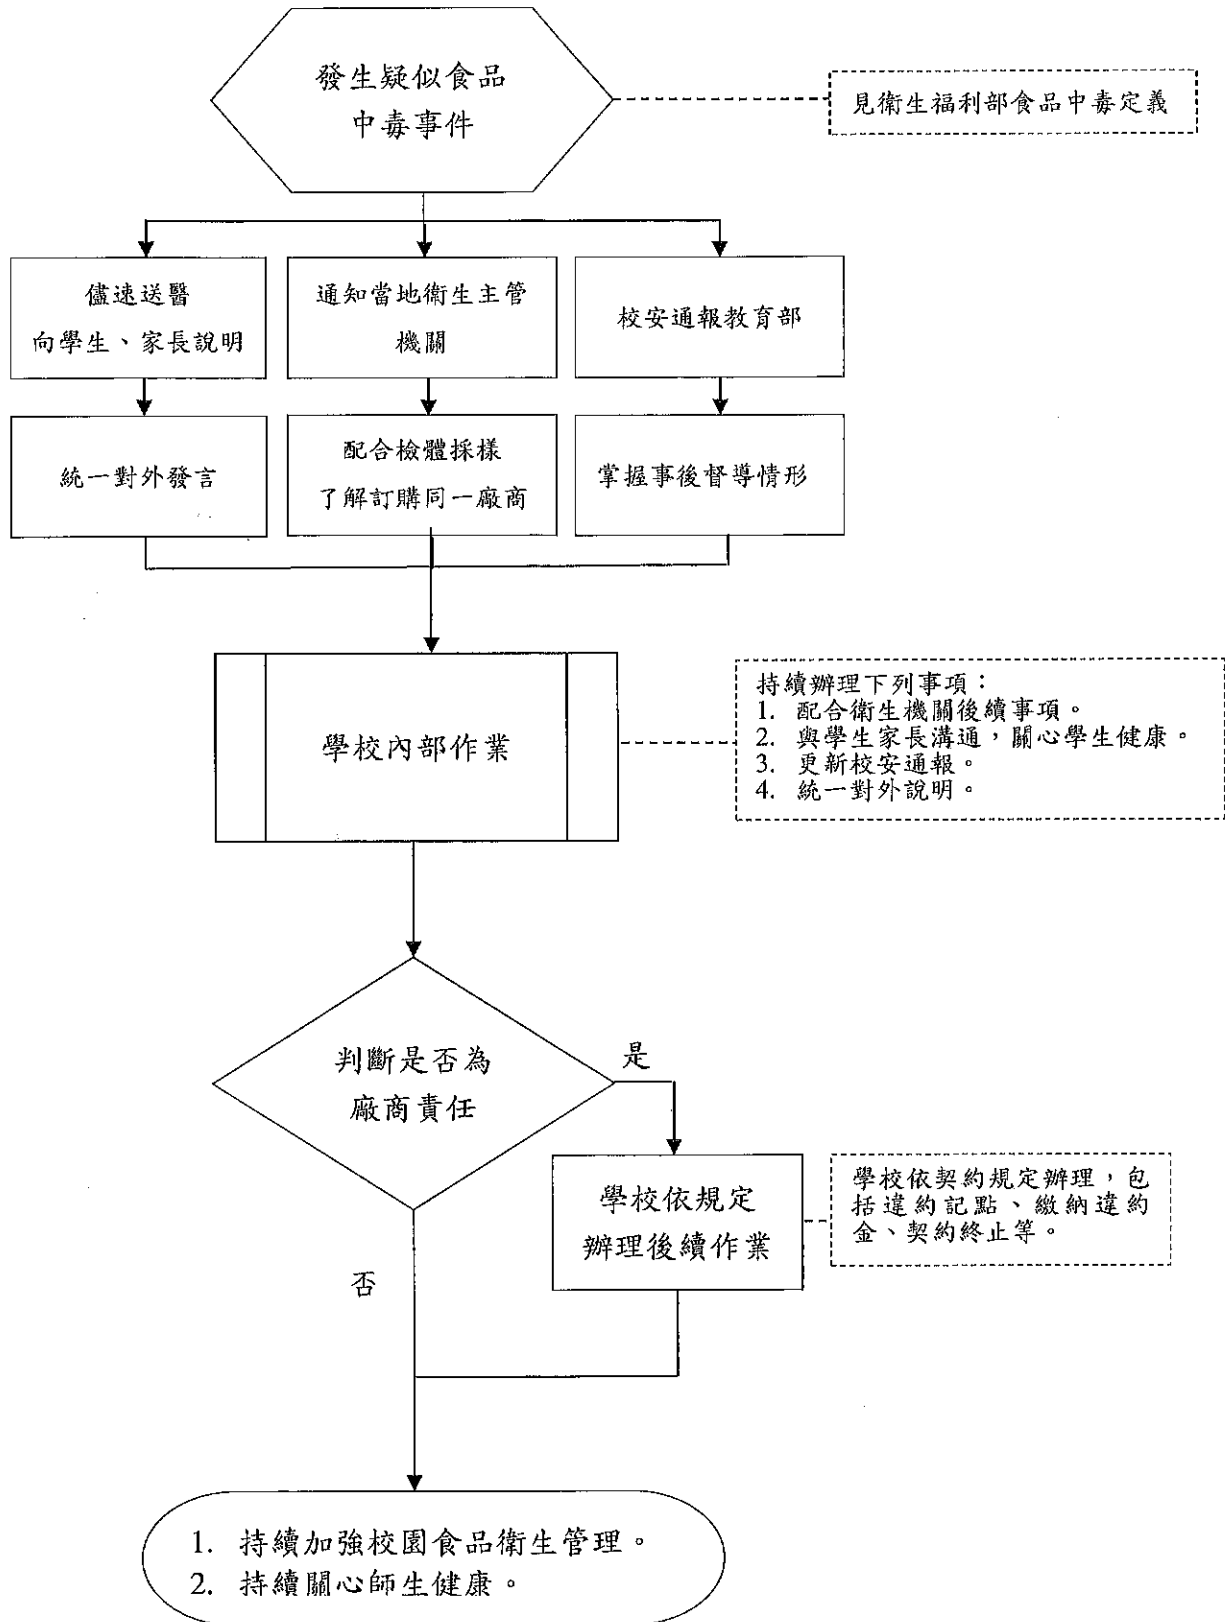 發生疑似食品
中毒事件
見衛生福利部食品中毒定義
儘速送醫
向學生、家長說明
通知當地衛生主管
機關
校安通報教育部
統一對外發言
配合檢體採樣
了解訂購同一廠商
掌握事後督導情形
學校內部作業
持續辦理下列事項：
1. 配合衛生機關後續事項。
2. 與學生家長溝通，關心學生健康。
3. 更新校安通報。
4. 統一對外說明。
判斷是否為
廠商責任
是
學校依規定
辦理後續作業
學校依契約規定辦理，包
括違約記點、繳納違約
金、契約終止等。
否
1. 持續加強校園食品衛生管理。
2. 持續關心師生健康。